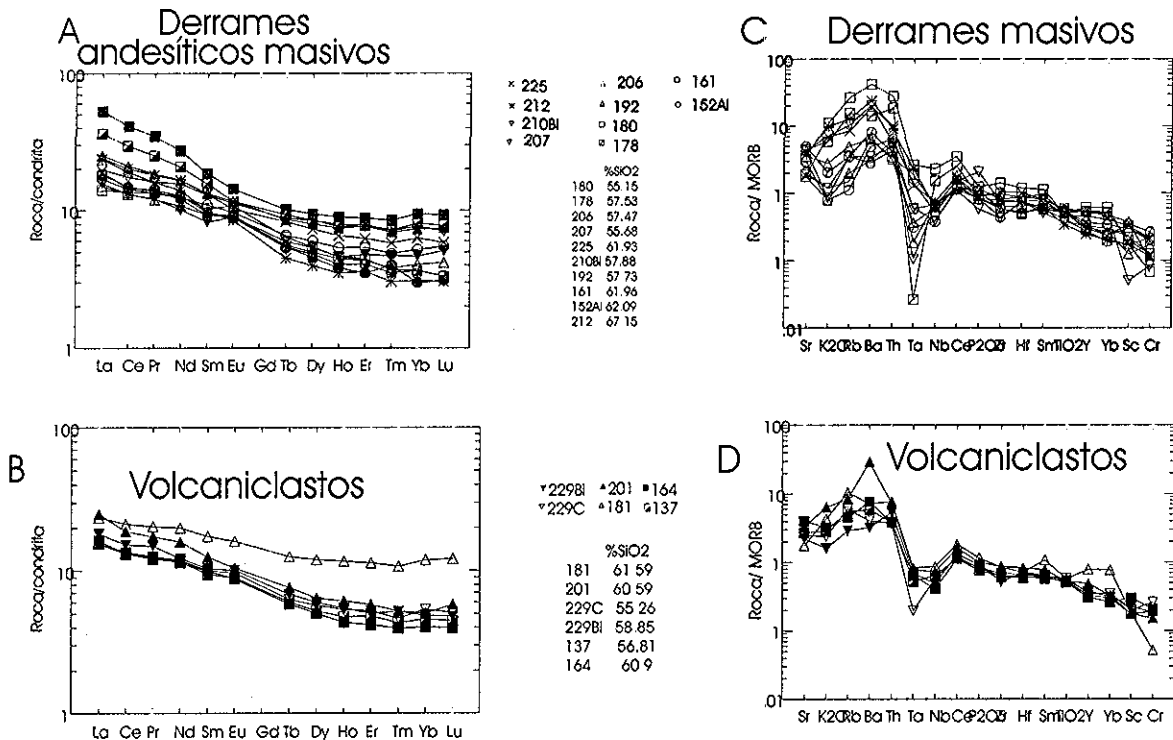 A
Derrames
andesíticos masivos
100
10
1
Roca/condrita
La Ce Pr Nd Sm Eu Gd Tb Dy Ho Er Tm Yb Lu
225 206 161
212 192 152Al
210Bl 180
207 178
%SiO2
180 55.15
178 57.53
206 57.47
207 55.68
225 61.93
210Bl 57.88
192 57 73
161 61.96
152Al 62.09
212 67 15
C
Derrames masivos
100
10
1
.1
.01
Roca/ MORB
Sr K2O Rb Ba Th Ta Nb Ce P2O5 Zr Hf Sm TiO2 Y Yb Sc Cr
B
Volcaniclastos
100
10
1
Roca/condrita
La Ce Pr Nd Sm Eu Gd Tb Dy Ho Er Tm Yb Lu
229Bl 201 164
229C 181 137
%SiO2
181 61 59
201 60 59
229C 55 26
229Bl 58.85
137 56.81
164 60 9
D
Volcaniclastos
100
10
1
.1
.01
Roca/ MORB
Sr K2O Rb Ba Th Ta Nb Ce P2O5 Zr Hf Sm TiO2 Y Yb Sc Cr